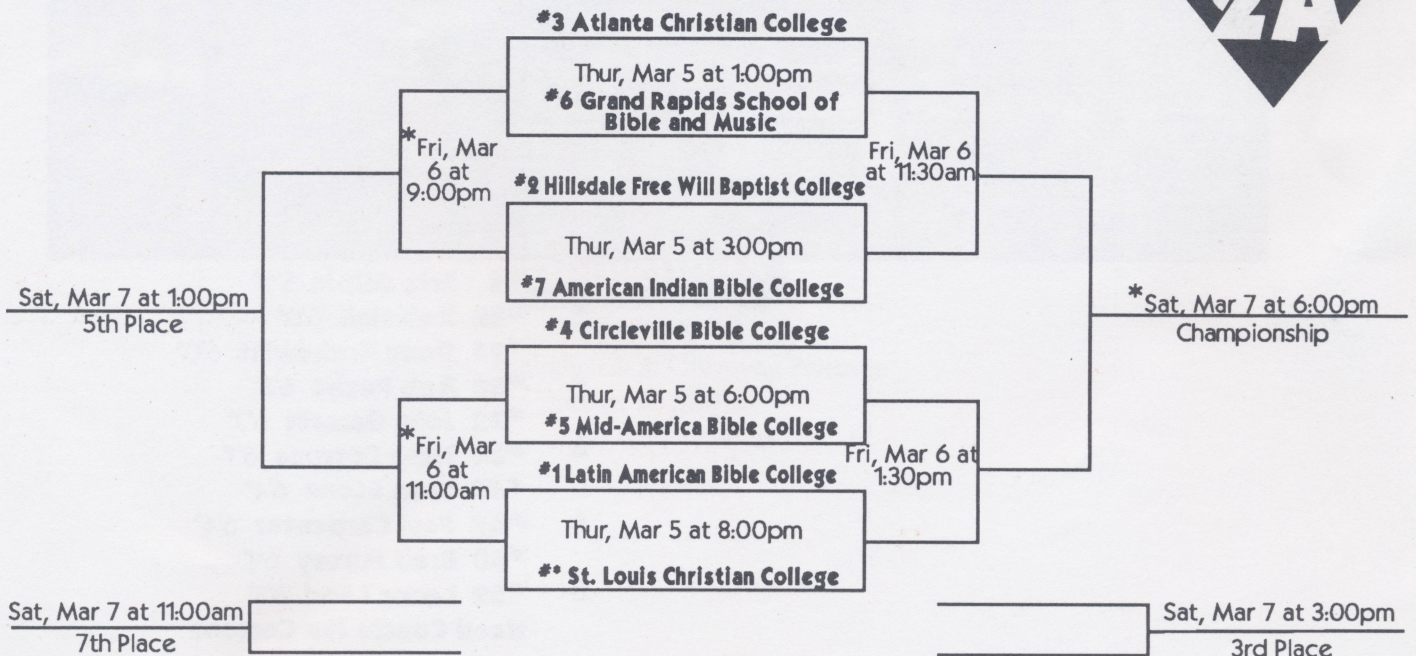 #3 Atlanta Christian College
Thur, Mar 5 at 1:00pm
#6 Grand Rapids School of
Bible and Music
*Fri, Mar
6 at
9:00pm
Fri, Mar 6
at 11:30am
#2 Hillsdale Free Will Baptist College
Thur, Mar 5 at 3:00pm
#7 American Indian Bible College
Sat, Mar 7 at 1:00pm
5th Place
*Sat, Mar 7 at 6:00pm
Championship
#4 Circleville Bible College
Thur, Mar 5 at 6:00pm
#5 Mid-America Bible College
*Fri, Mar
6 at
11:00am
Fri, Mar 6 at
1:30pm
#1 Latin American Bible College
Thur, Mar 5 at 8:00pm
#* St. Louis Christian College
Sat, Mar 7 at 11:00am
7th Place
Sat, Mar 7 at 3:00pm
3rd Place